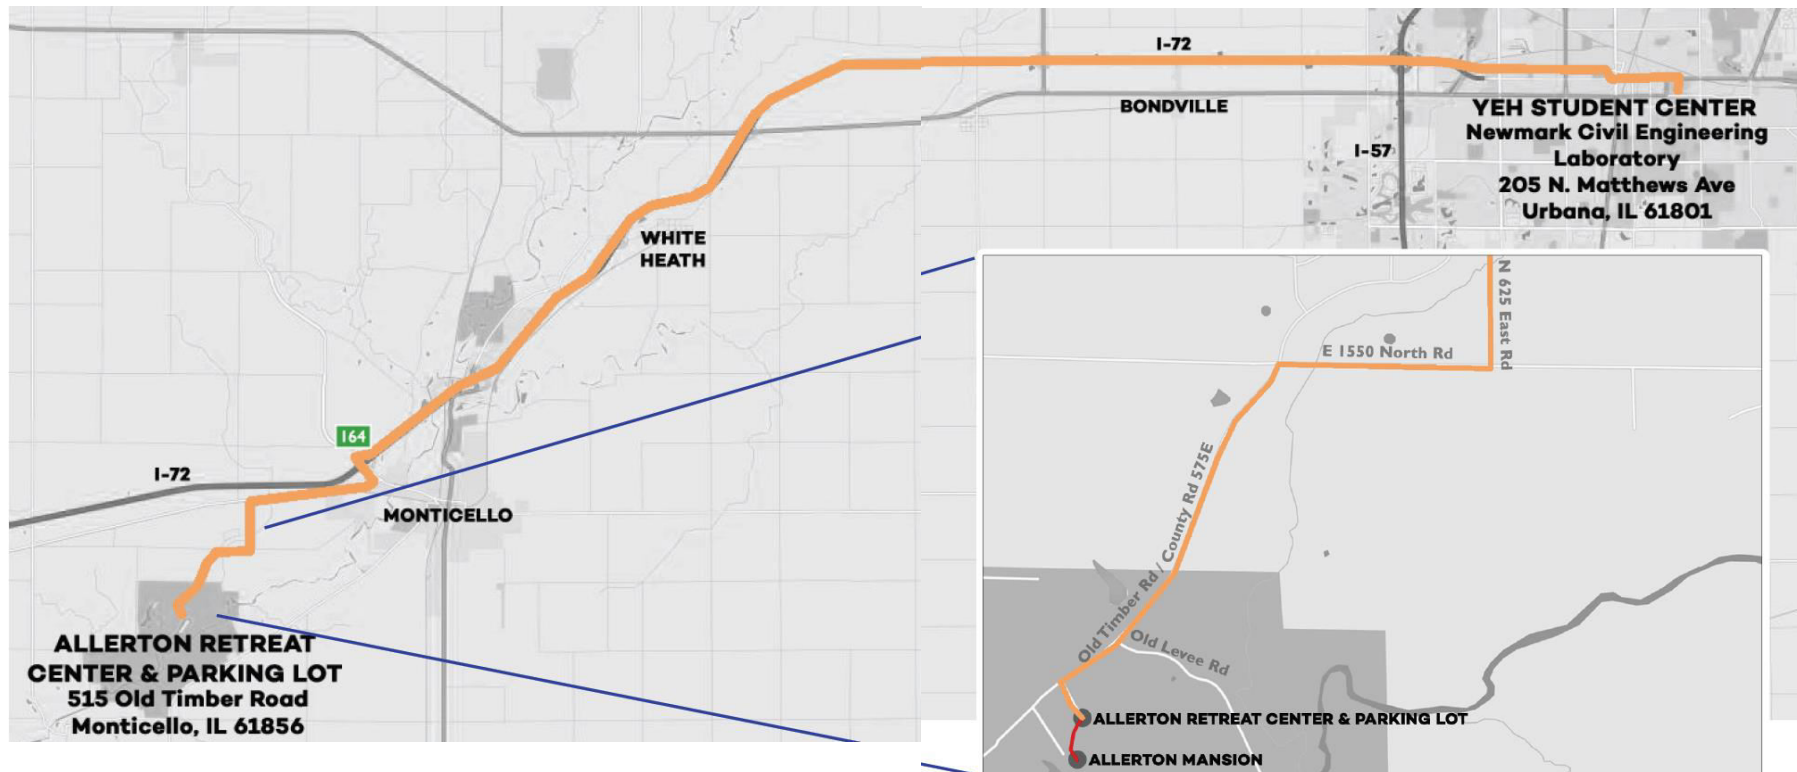 I-72
BONDVILLE
I-57
YEH STUDENT CENTER
Newmark Civil Engineering
Laboratory
205 N. Matthews Ave
Urbana, IL 61801
WHITE
HEATH
164
I-72
MONTICELLO
ALLERTON RETREAT
CENTER & PARKING LOT
515 Old Timber Road
Monticello, IL 61856
N 625 East Rd
E 1550 North Rd
Old Timber Rd / County Rd 575E
Old Levee Rd
ALLERTON RETREAT CENTER & PARKING LOT
ALLERTON MANSION